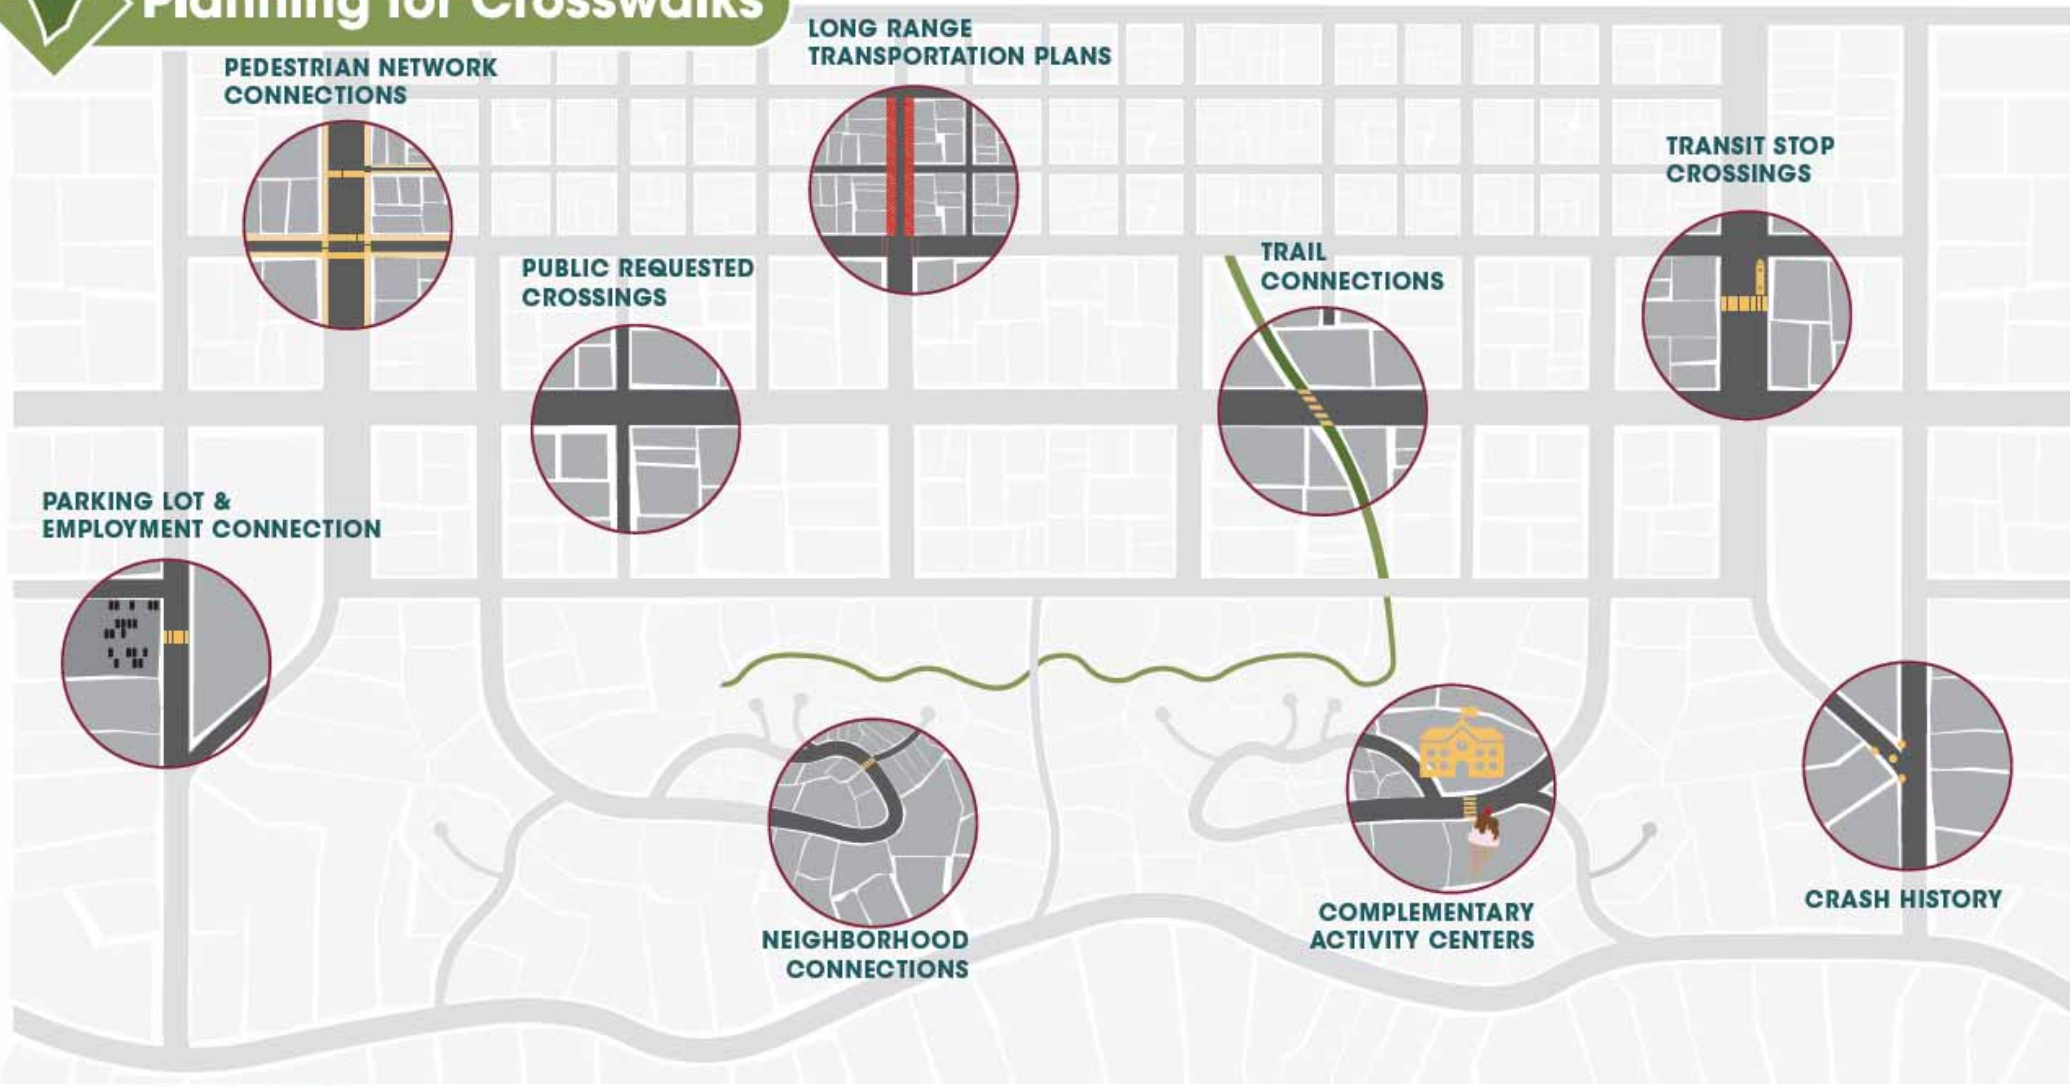 Planning for Crosswalks
LONG RANGE
TRANSPORTATION PLANS
PEDESTRIAN NETWORK
CONNECTIONS
TRANSIT STOP
CROSSINGS
TRAIL
CONNECTIONS
PUBLIC REQUESTED
CROSSINGS
PARKING LOT &
EMPLOYMENT CONNECTION
CRASH HISTORY
COMPLEMENTARY
ACTIVITY CENTERS
NEIGHBORHOOD
CONNECTIONS